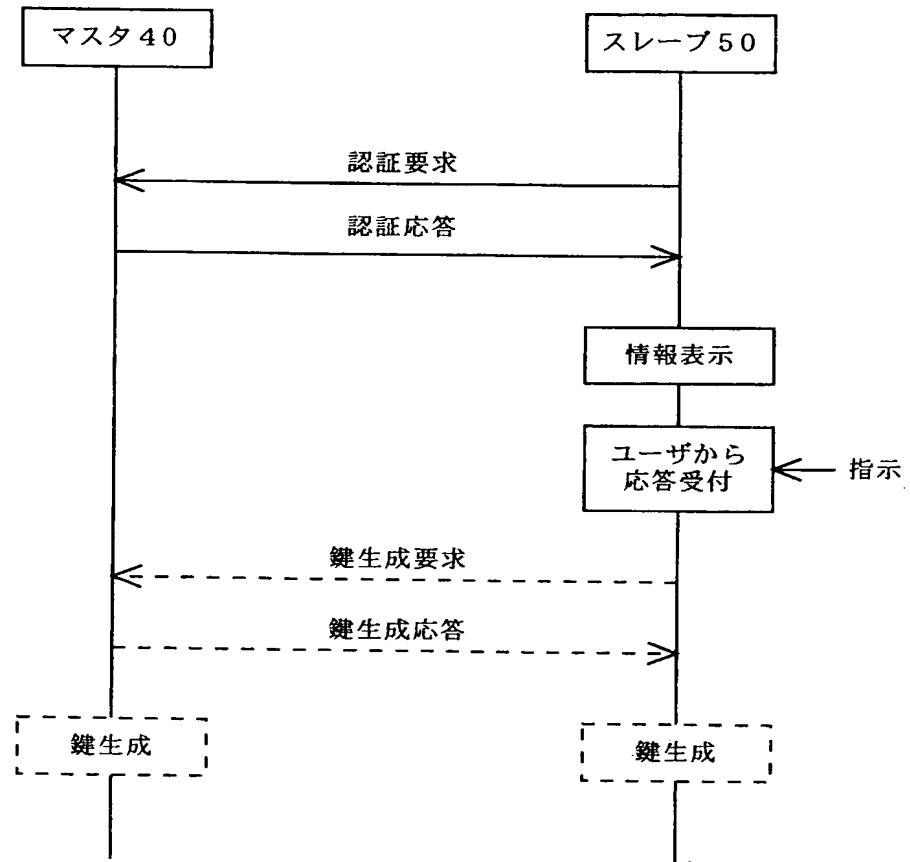 マスタ40
スレーブ50
認証要求
認証応答
情報表示
ユーザから
応答受付
指示
鍵生成要求
鍵生成応答
鍵生成
鍵生成